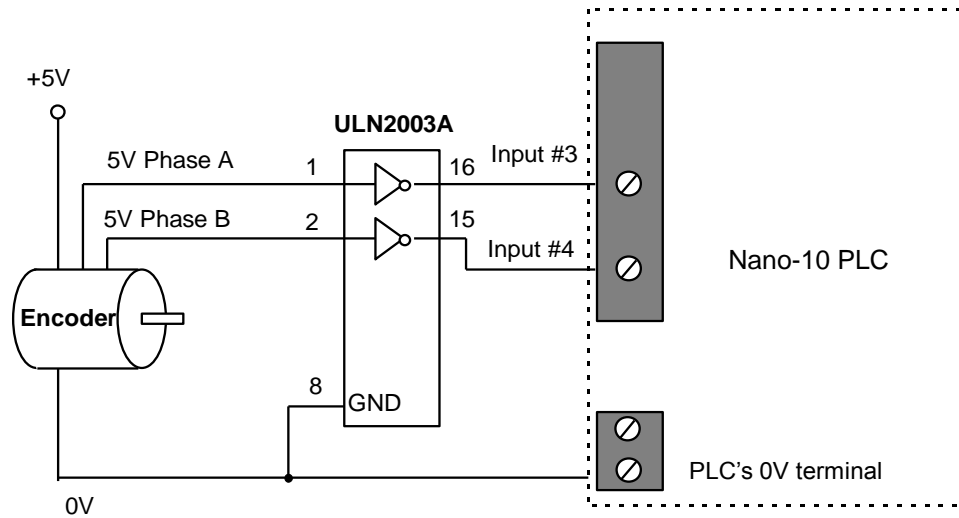 +5V
ULN2003A
5V Phase A
1
16
Input #3
5V Phase B
2
15
Input #4
Nano-10 PLC
Encoder
8
GND
PLC's 0V terminal
0V